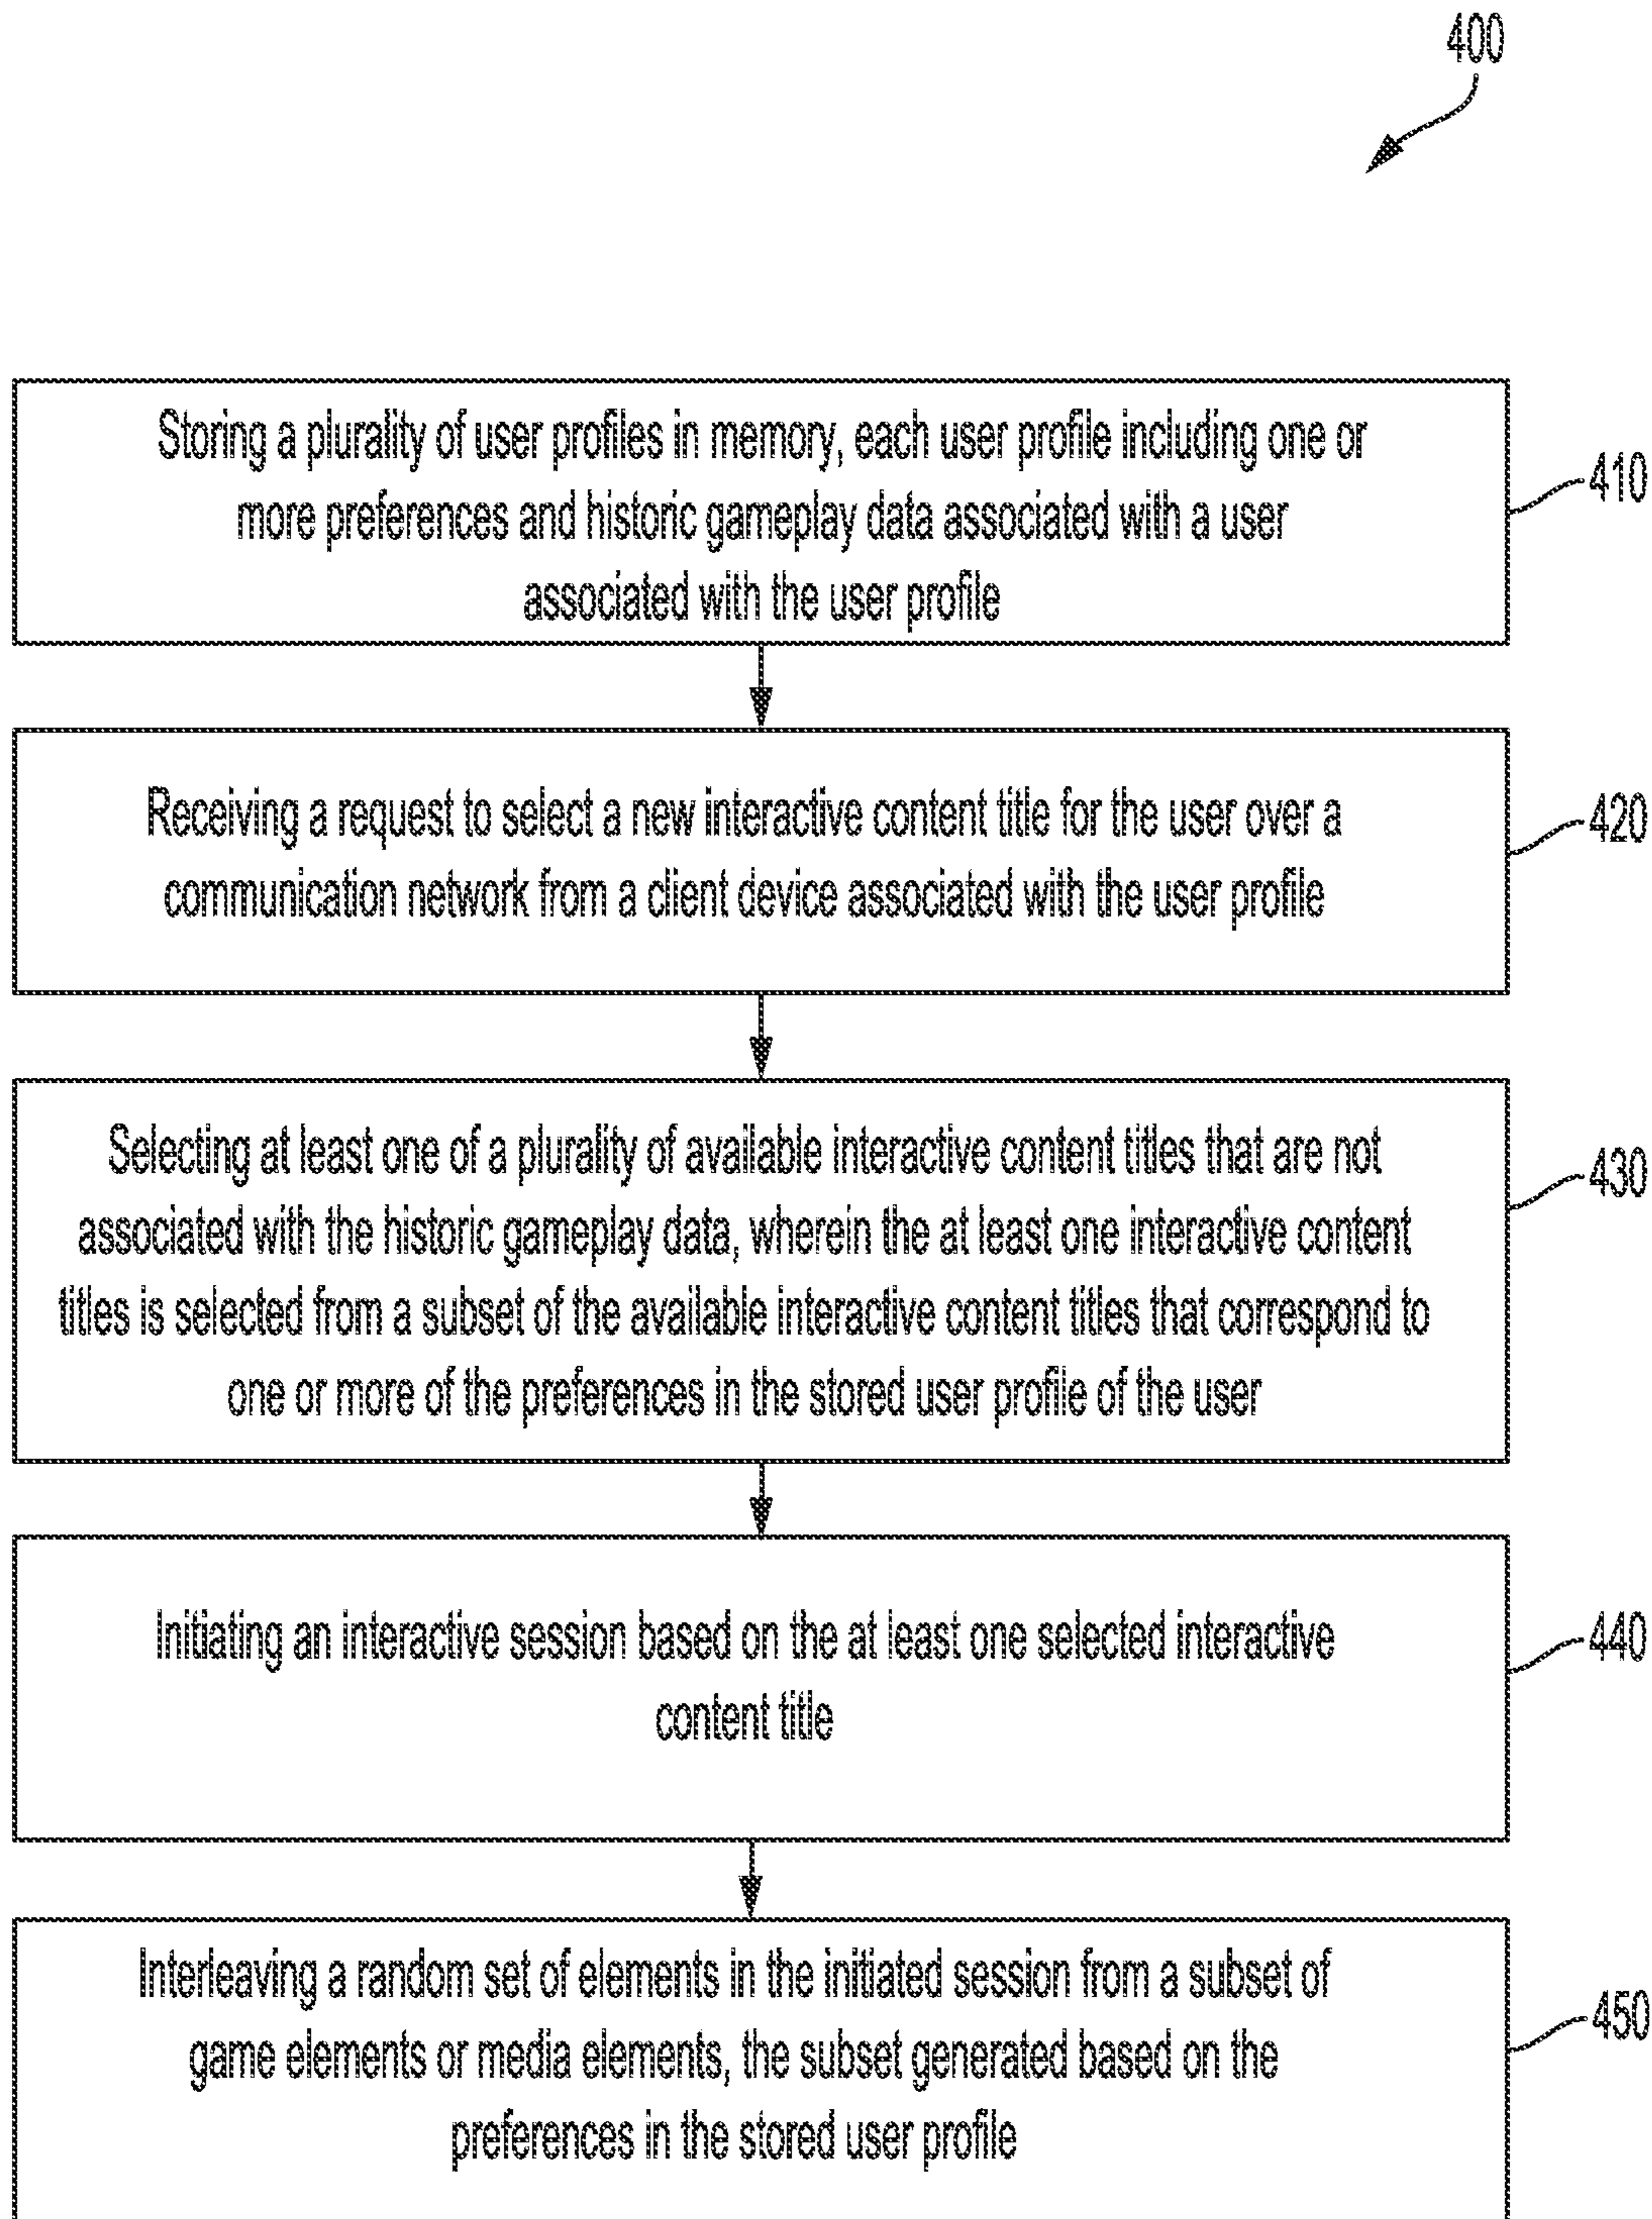 400
Storing a plurality of user profiles in memory, each user profile including one or
more preferences and historic gameplay data associated with a user
associated with the user profile
410
Receiving a request to select a new interactive content title for the user over a
communication network from a client device associated with the user profile
420
Selecting at least one of a plurality of available interactive content titles that are not
associated with the historic gameplay data, wherein the at least one interactive content
titles is selected from a subset of the available interactive content titles that correspond to
one or more of the preferences in the stored user profile of the user
430
Initiating an interactive session based on the at least one selected interactive
content title
440
Interleaving a random set of elements in the initiated session from a subset of
game elements or media elements, the subset generated based on the
preferences in the stored user profile
450